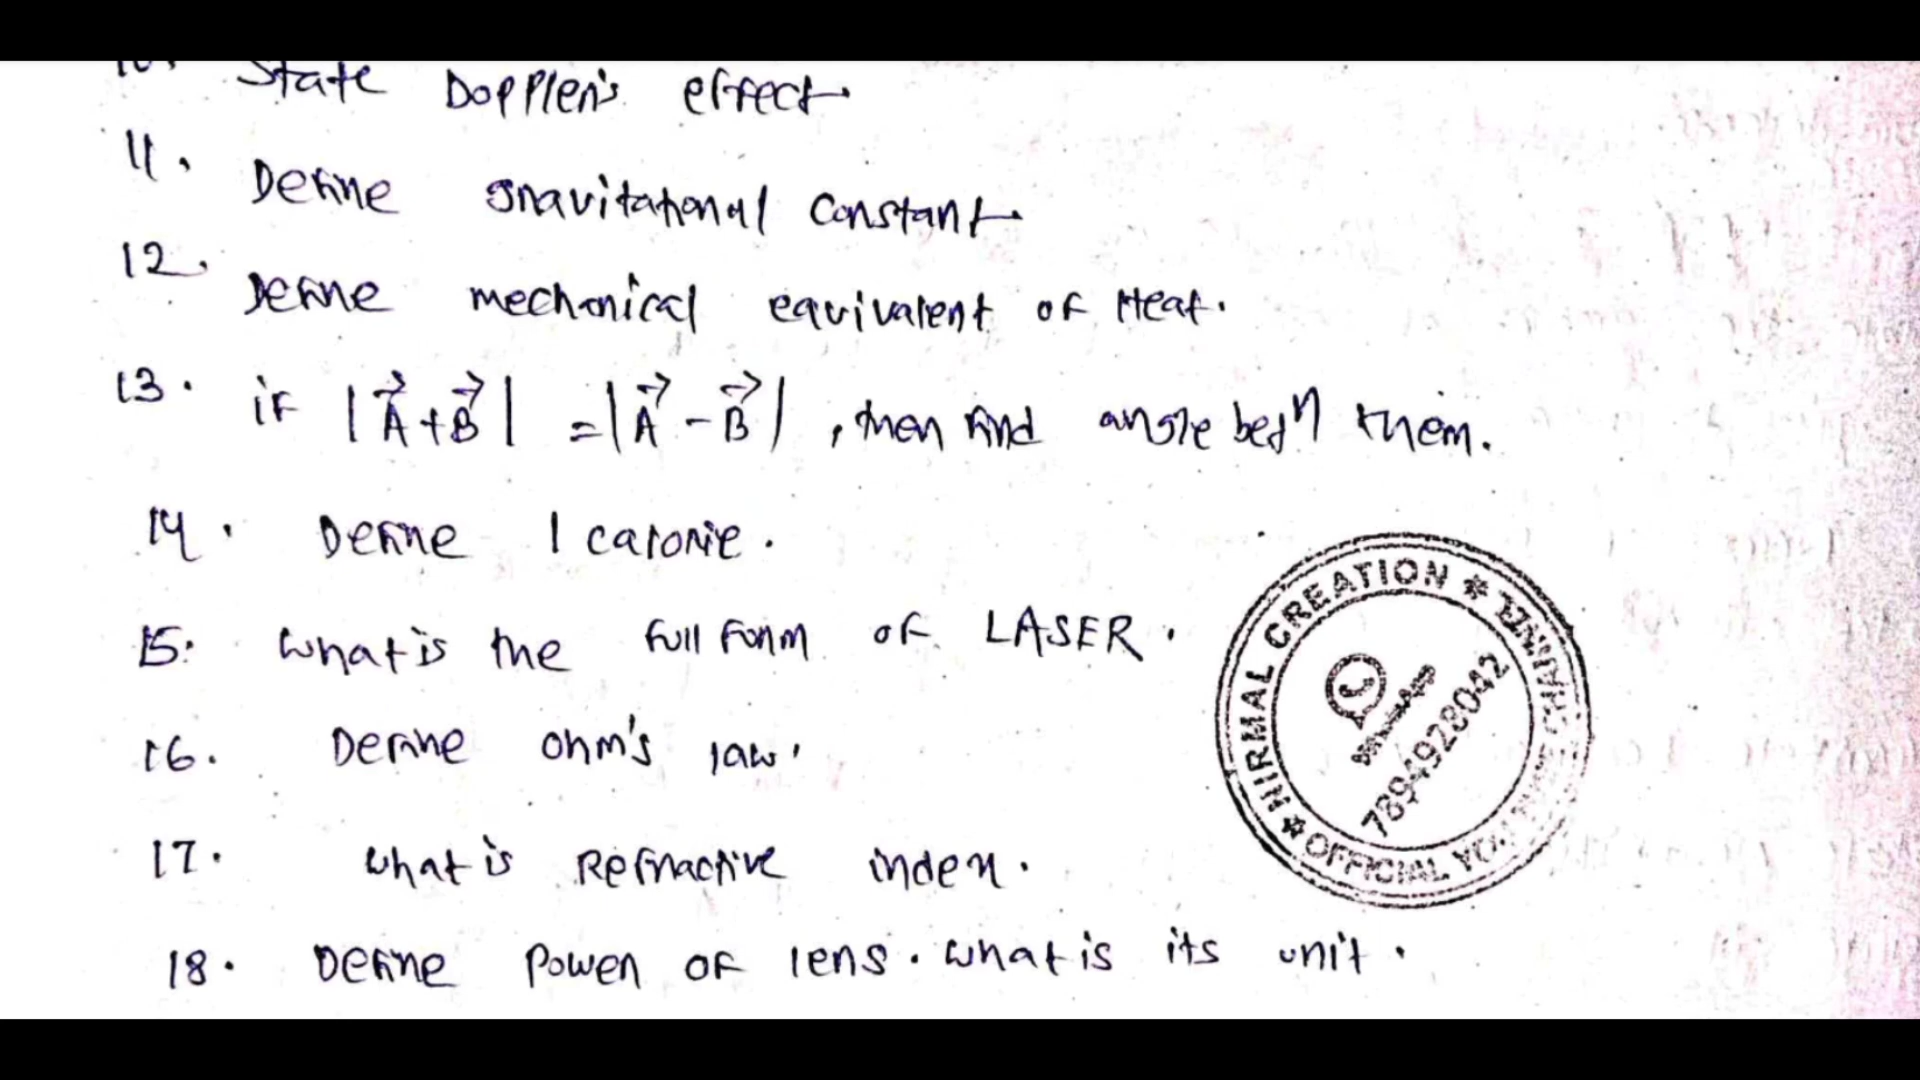 10. State Doppler's effect.
11. Define gravitational constant.
12. Define mechanical equivalent of Heat.
13. if |A⃗+B⃗| = |A⃗-B⃗|, then find angle betn them.
14. Define 1 calorie.
15. What is the full form of LASER.
16. Define ohm's law.
17. What is Refractive index.
18. Define Power of lens. What is its unit.
NIRMAL CREATION * CHANNEL
* OFFICIAL
7894928042